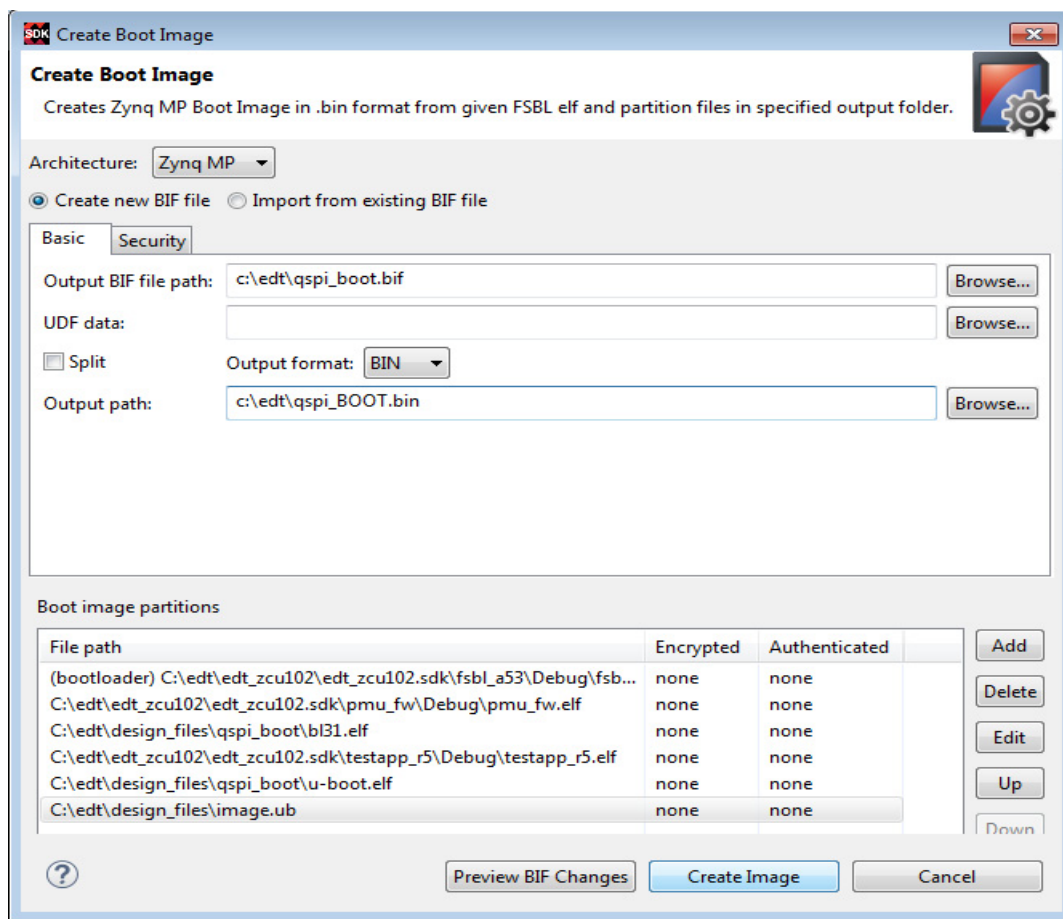 SDK Create Boot Image
Create Boot Image
Creates Zynq MP Boot Image in .bin format from given FSBL elf and partition files in specified output folder.
Architecture: Zynq MP
Create new BIF file Import from existing BIF file
Basic Security
Output BIF file path: c:\edt\qspi_boot.bif Browse...
UDF data: Browse...
Split Output format: BIN
Output path: c:\edt\qspi_BOOT.bin Browse...
Boot image partitions
File path Encrypted Authenticated Add
(bootloader) C:\edt\edt_zcu102\edt_zcu102.sdk\fsbl_a53\Debug\fsb... none none
C:\edt\edt_zcu102\edt_zcu102.sdk\pmu_fw\Debug\pmu_fw.elf none none Delete
C:\edt\design_files\qspi_boot\bl31.elf none none Edit
C:\edt\edt_zcu102\edt_zcu102.sdk\testapp_r5\Debug\testapp_r5.elf none none
C:\edt\design_files\qspi_boot\u-boot.elf none none Up
C:\edt\design_files\image.ub none none
Down
? Preview BIF Changes Create Image Cancel